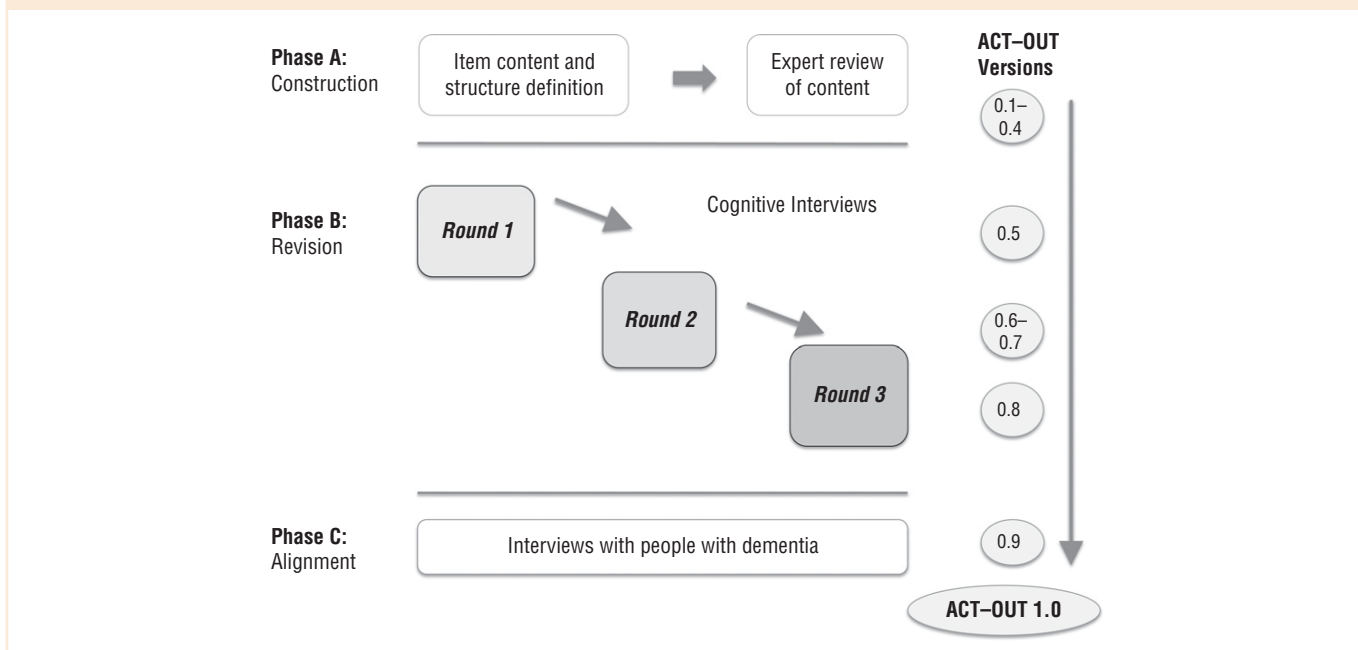 Phase A:
Construction
Item content and
structure definition
Expert review
of content
ACT–OUT
Versions
0.1–
0.4
Phase B:
Revision
Round 1
Cognitive Interviews
0.5
Round 2
0.6–
0.7
Round 3
0.8
Phase C:
Alignment
Interviews with people with dementia
0.9
ACT–OUT 1.0